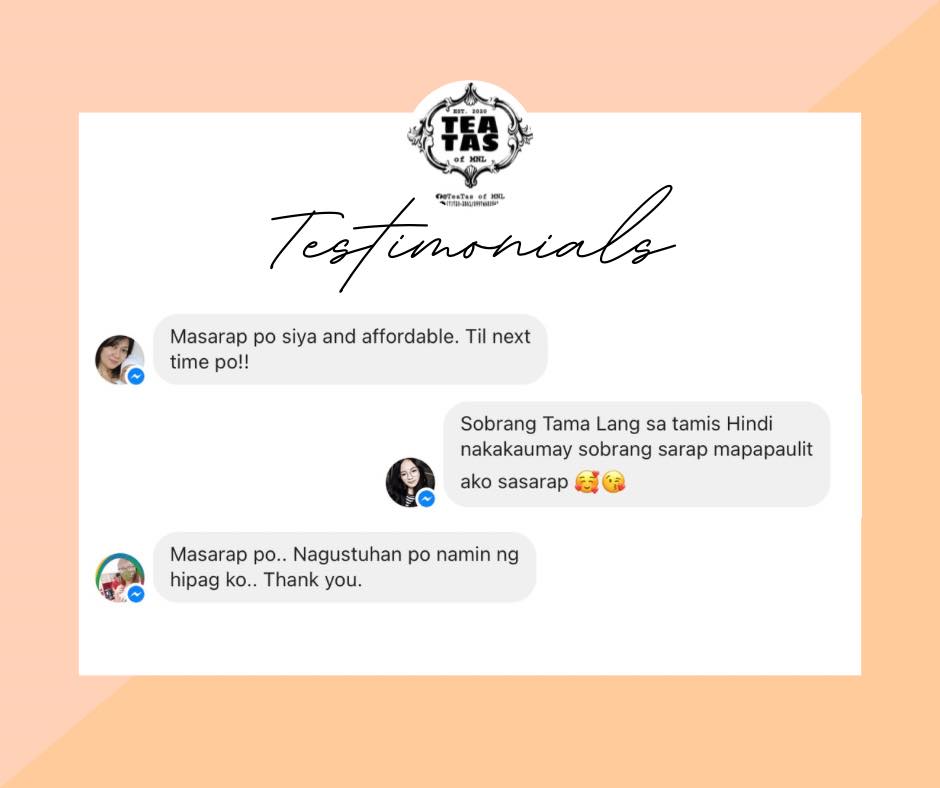 EST. 2020
TEA
TAS
of MNL
@TeaTas of MNL
Testimonials
Masarap po siya and affordable. Til next
time po!!
Sobrang Tama Lang sa tamis Hindi
nakakaumay sobrang sarap mapapaulit
ako sasarap 🥰😘
Masarap po.. Nagustuhan po namin ng
hipag ko.. Thank you.